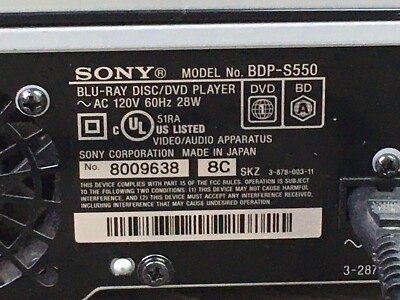 SONY® MODEL No. BDP-S550
BLU-RAY DISC/DVD PLAYER
~ AC 120V 60Hz 28W
DVD
BD
1
A
C UL US LISTED 51RA
VIDEO/AUDIO APPARATUS
SONY CORPORATION MADE IN JAPAN
No. 8009638 8C SKZ 3-878-003-11
THIS DEVICE COMPLIES WITH PART 15 OF THE FCC RULES. OPERATION IS SUBJECT
TO THE FOLLOWING TWO CONDITIONS: (1) THIS DEVICE MAY NOT CAUSE HARMFUL
INTERFERENCE, AND (2) THIS DEVICE MUST ACCEPT ANY INTERFERENCE
RECEIVED, INCLUDING INTERFERENCE THAT MAY CAUSE UNDESIRED OPERATION.
~
3-287